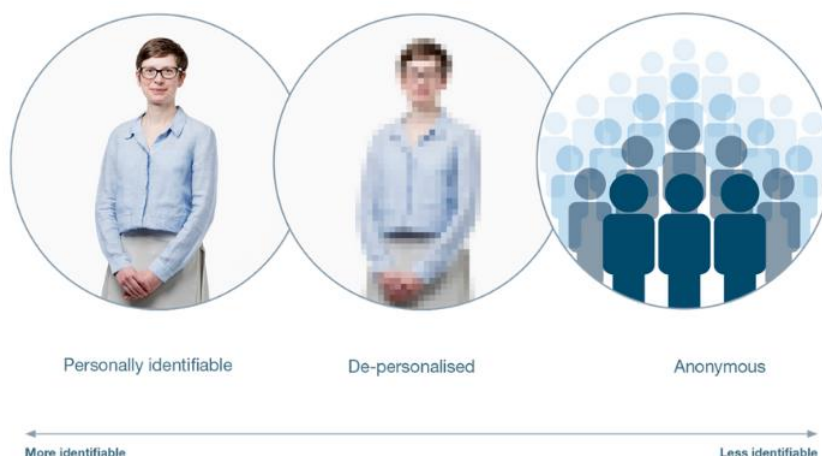 Personally identifiable
De-personalised
Anonymous
More identifiable
Less identifiable